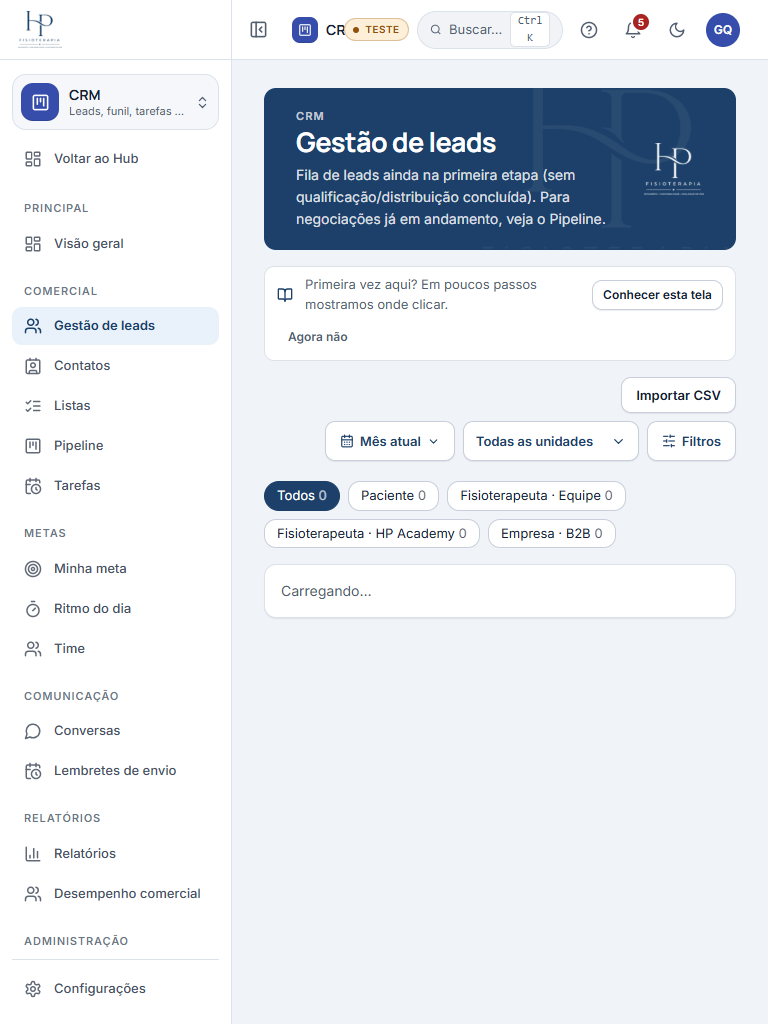 HP
FISIOTERAPIA
CRM
Leads, funil, tarefas ...
Voltar ao Hub
PRINCIPAL
Visão geral
COMERCIAL
Gestão de leads
Contatos
Listas
Pipeline
Tarefas
METAS
Minha meta
Ritmo do dia
Time
COMUNICAÇÃO
Conversas
Lembretes de envio
RELATÓRIOS
Relatórios
Desempenho comercial
ADMINISTRAÇÃO
Configurações
CR
TESTE
Buscar...
Ctrl
K
5
GQ
CRM
Gestão de leads
Fila de leads ainda na primeira etapa (sem
qualificação/distribuição concluída). Para
negociações já em andamento, veja o Pipeline.
HP
FISIOTERAPIA
Primeira vez aqui? Em poucos passos
mostramos onde clicar.
Conhecer esta tela
Agora não
Importar CSV
Mês atual
Todas as unidades
Filtros
Todos 0
Paciente 0
Fisioterapeuta · Equipe 0
Fisioterapeuta · HP Academy 0
Empresa · B2B 0
Carregando...